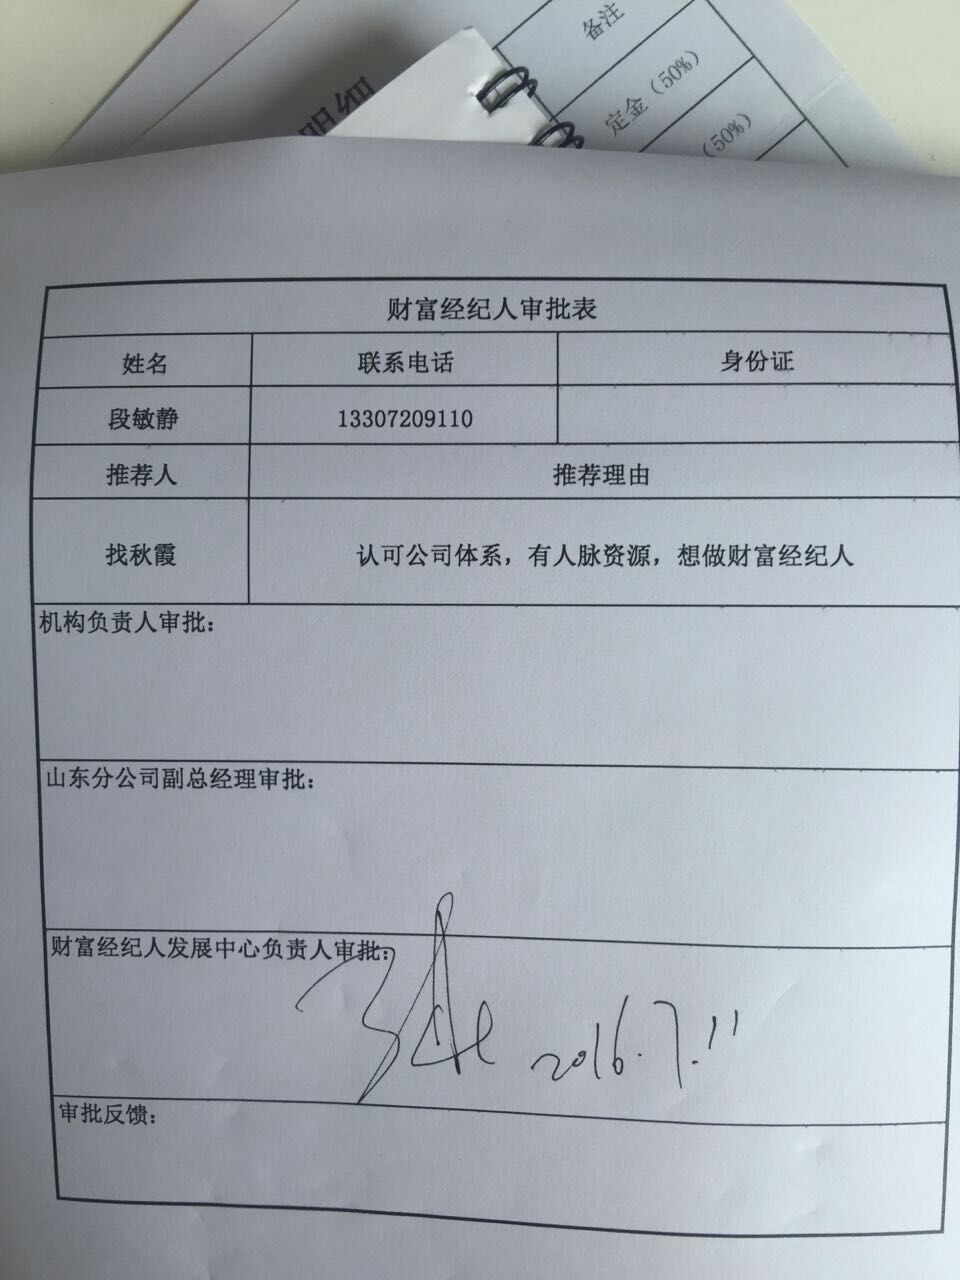 备注
定金（50%）
（50%）
明细
财富经纪人审批表
姓名 联系电话 身份证
段敏静 13307209110
推荐人 推荐理由
找秋霞 认可公司体系，有人脉资源，想做财富经纪人
机构负责人审批：
山东分公司副总经理审批：
财富经纪人发展中心负责人审批：
2016.7.11
审批反馈：